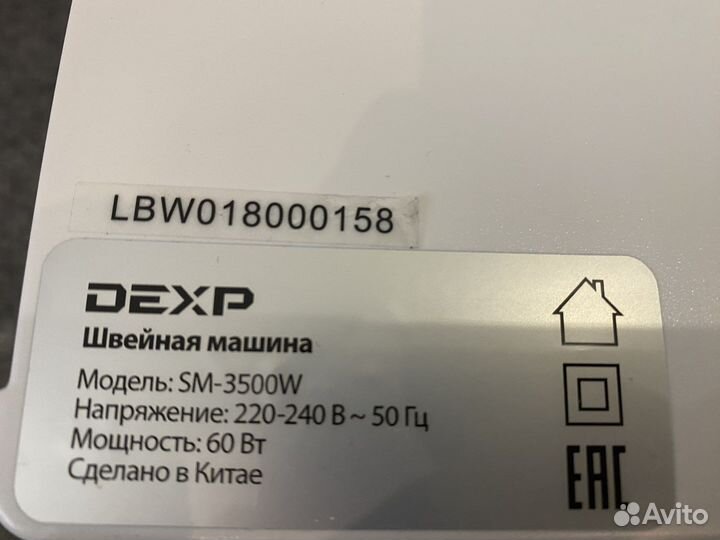 LBW018000158
DEXP
Швейная машина
Модель: SM-3500W
Напряжение: 220-240 В ~ 50 Гц
Мощность: 60 Вт
Сделано в Китае
EAC
Avito